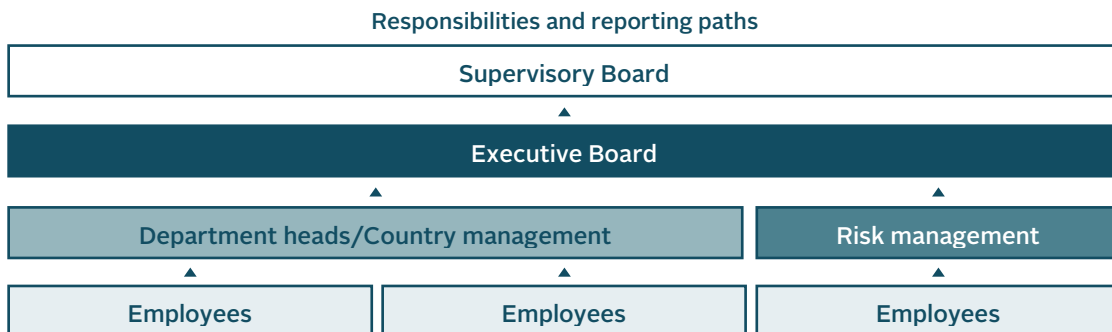 Responsibilities and reporting paths
Supervisory Board
Executive Board
Department heads/Country management
Risk management
Employees
Employees
Employees